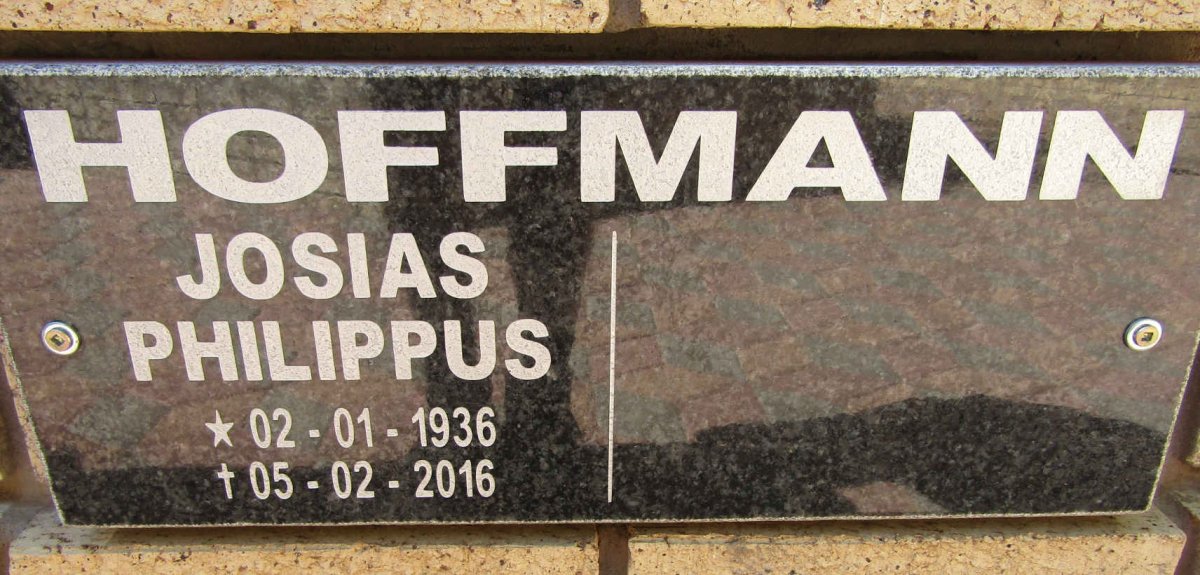 HOFFMANN
JOSIAS
PHILIPPUS
★ 02 - 01 - 1936
✝ 05 - 02 - 2016